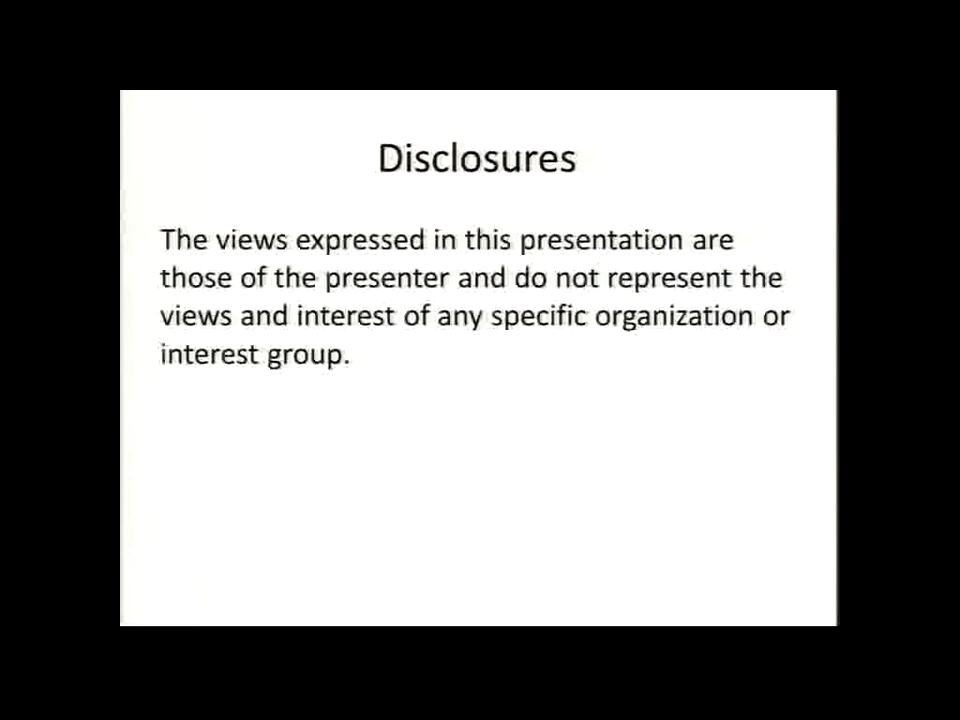 Disclosures
The views expressed in this presentation are
those of the presenter and do not represent the
views and interest of any specific organization or
interest group.